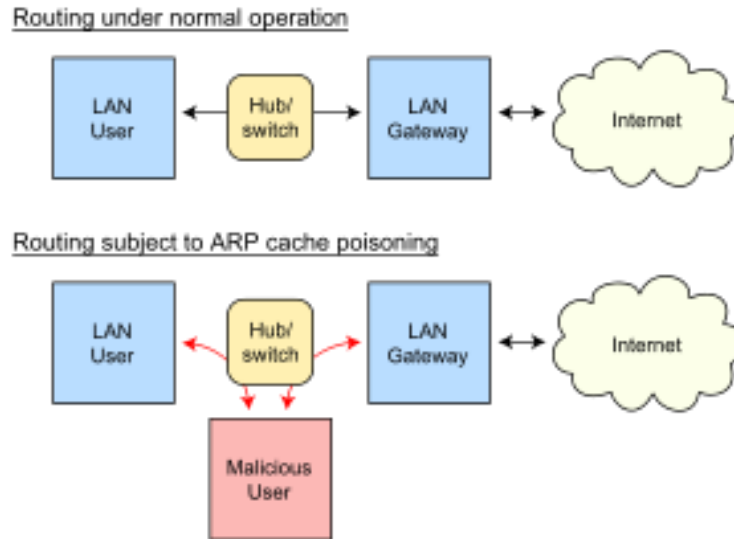 Routing under normal operation
LAN
User
Hub/
switch
LAN
Gateway
Internet
Routing subject to ARP cache poisoning
LAN
User
Hub/
switch
LAN
Gateway
Internet
Malicious
User